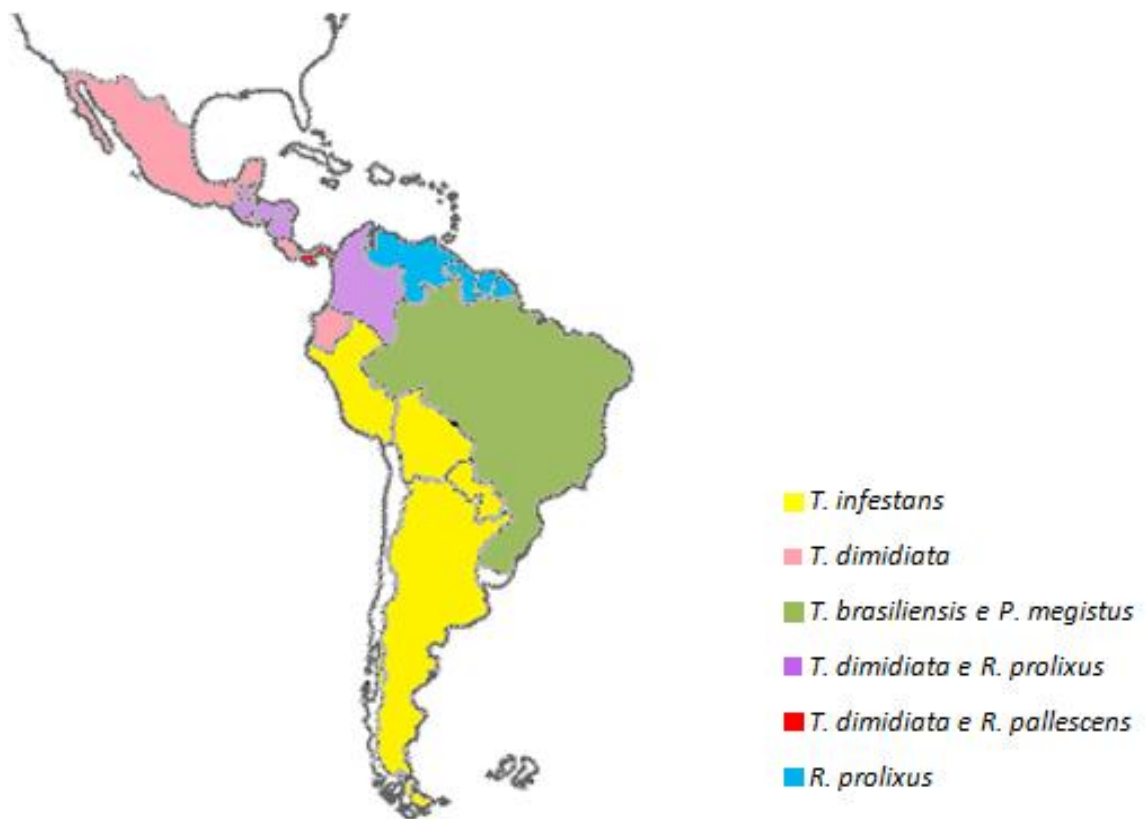 T. infestans
T. dimidiata
T. brasiliensis e P. megistus
T. dimidiata e R. prolixus
T. dimidiata e R. pallescens
R. prolixus